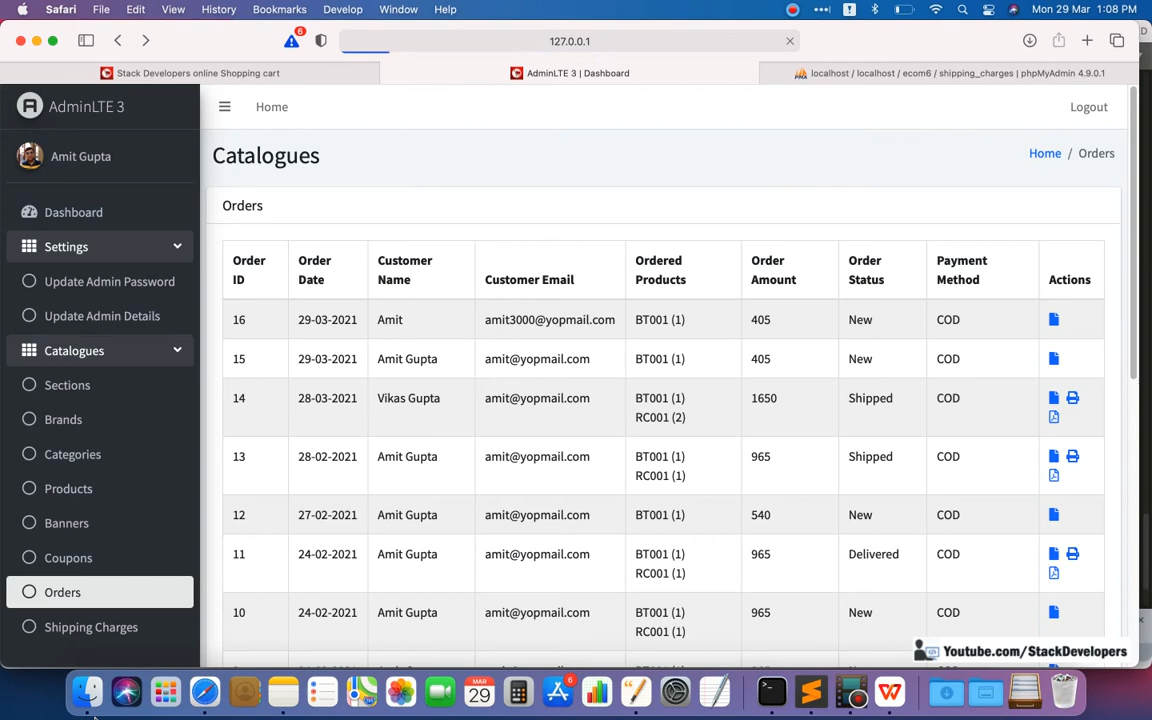 Safari File Edit View History Bookmarks Develop Window Help Mon 29 Mar 1:08 PM
6
127.0.0.1
Stack Developers online Shopping cart
AdminLTE 3 | Dashboard
localhost / localhost / ecom6 / shipping_charges | phpMyAdmin 4.9.0.1
AdminLTE 3
Home
Logout
Amit Gupta
Catalogues
Home / Orders
Dashboard
Settings
Update Admin Password
Update Admin Details
Catalogues
Sections
Brands
Categories
Products
Banners
Coupons
Orders
Shipping Charges
Orders
Order ID Order Date Customer Name Customer Email Ordered Products Order Amount Order Status Payment Method Actions
16 29-03-2021 Amit amit3000@yopmail.com BT001 (1) 405 New COD
15 29-03-2021 Amit Gupta amit@yopmail.com BT001 (1) 405 New COD
14 28-03-2021 Vikas Gupta amit@yopmail.com BT001 (1) 1650 Shipped COD
RC001 (2)
13 28-02-2021 Amit Gupta amit@yopmail.com BT001 (1) 965 Shipped COD
RC001 (1)
12 27-02-2021 Amit Gupta amit@yopmail.com BT001 (1) 540 New COD
11 24-02-2021 Amit Gupta amit@yopmail.com BT001 (1) 965 Delivered COD
RC001 (1)
10 24-02-2021 Amit Gupta amit@yopmail.com BT001 (1) 965 New COD
RC001 (1)
Youtube.com/StackDevelopers
MAR
29
6